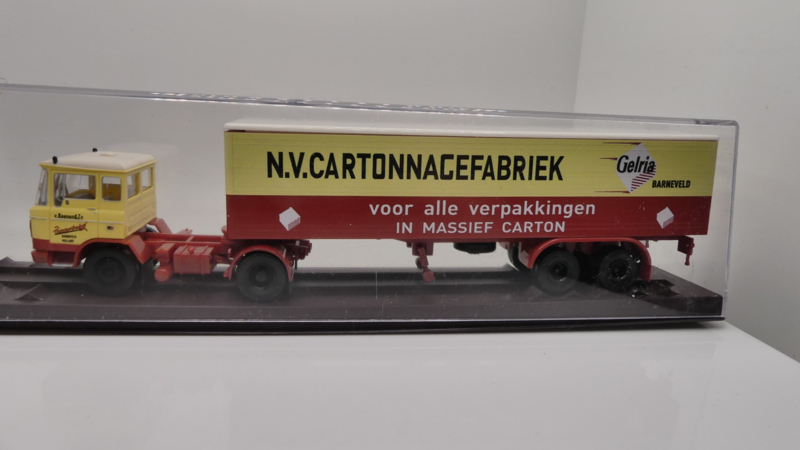 N.V. CARTONNAGEFABRIEK
Gelria
BARNEVELD
voor alle verpakkingen
IN MASSIEF CARTON